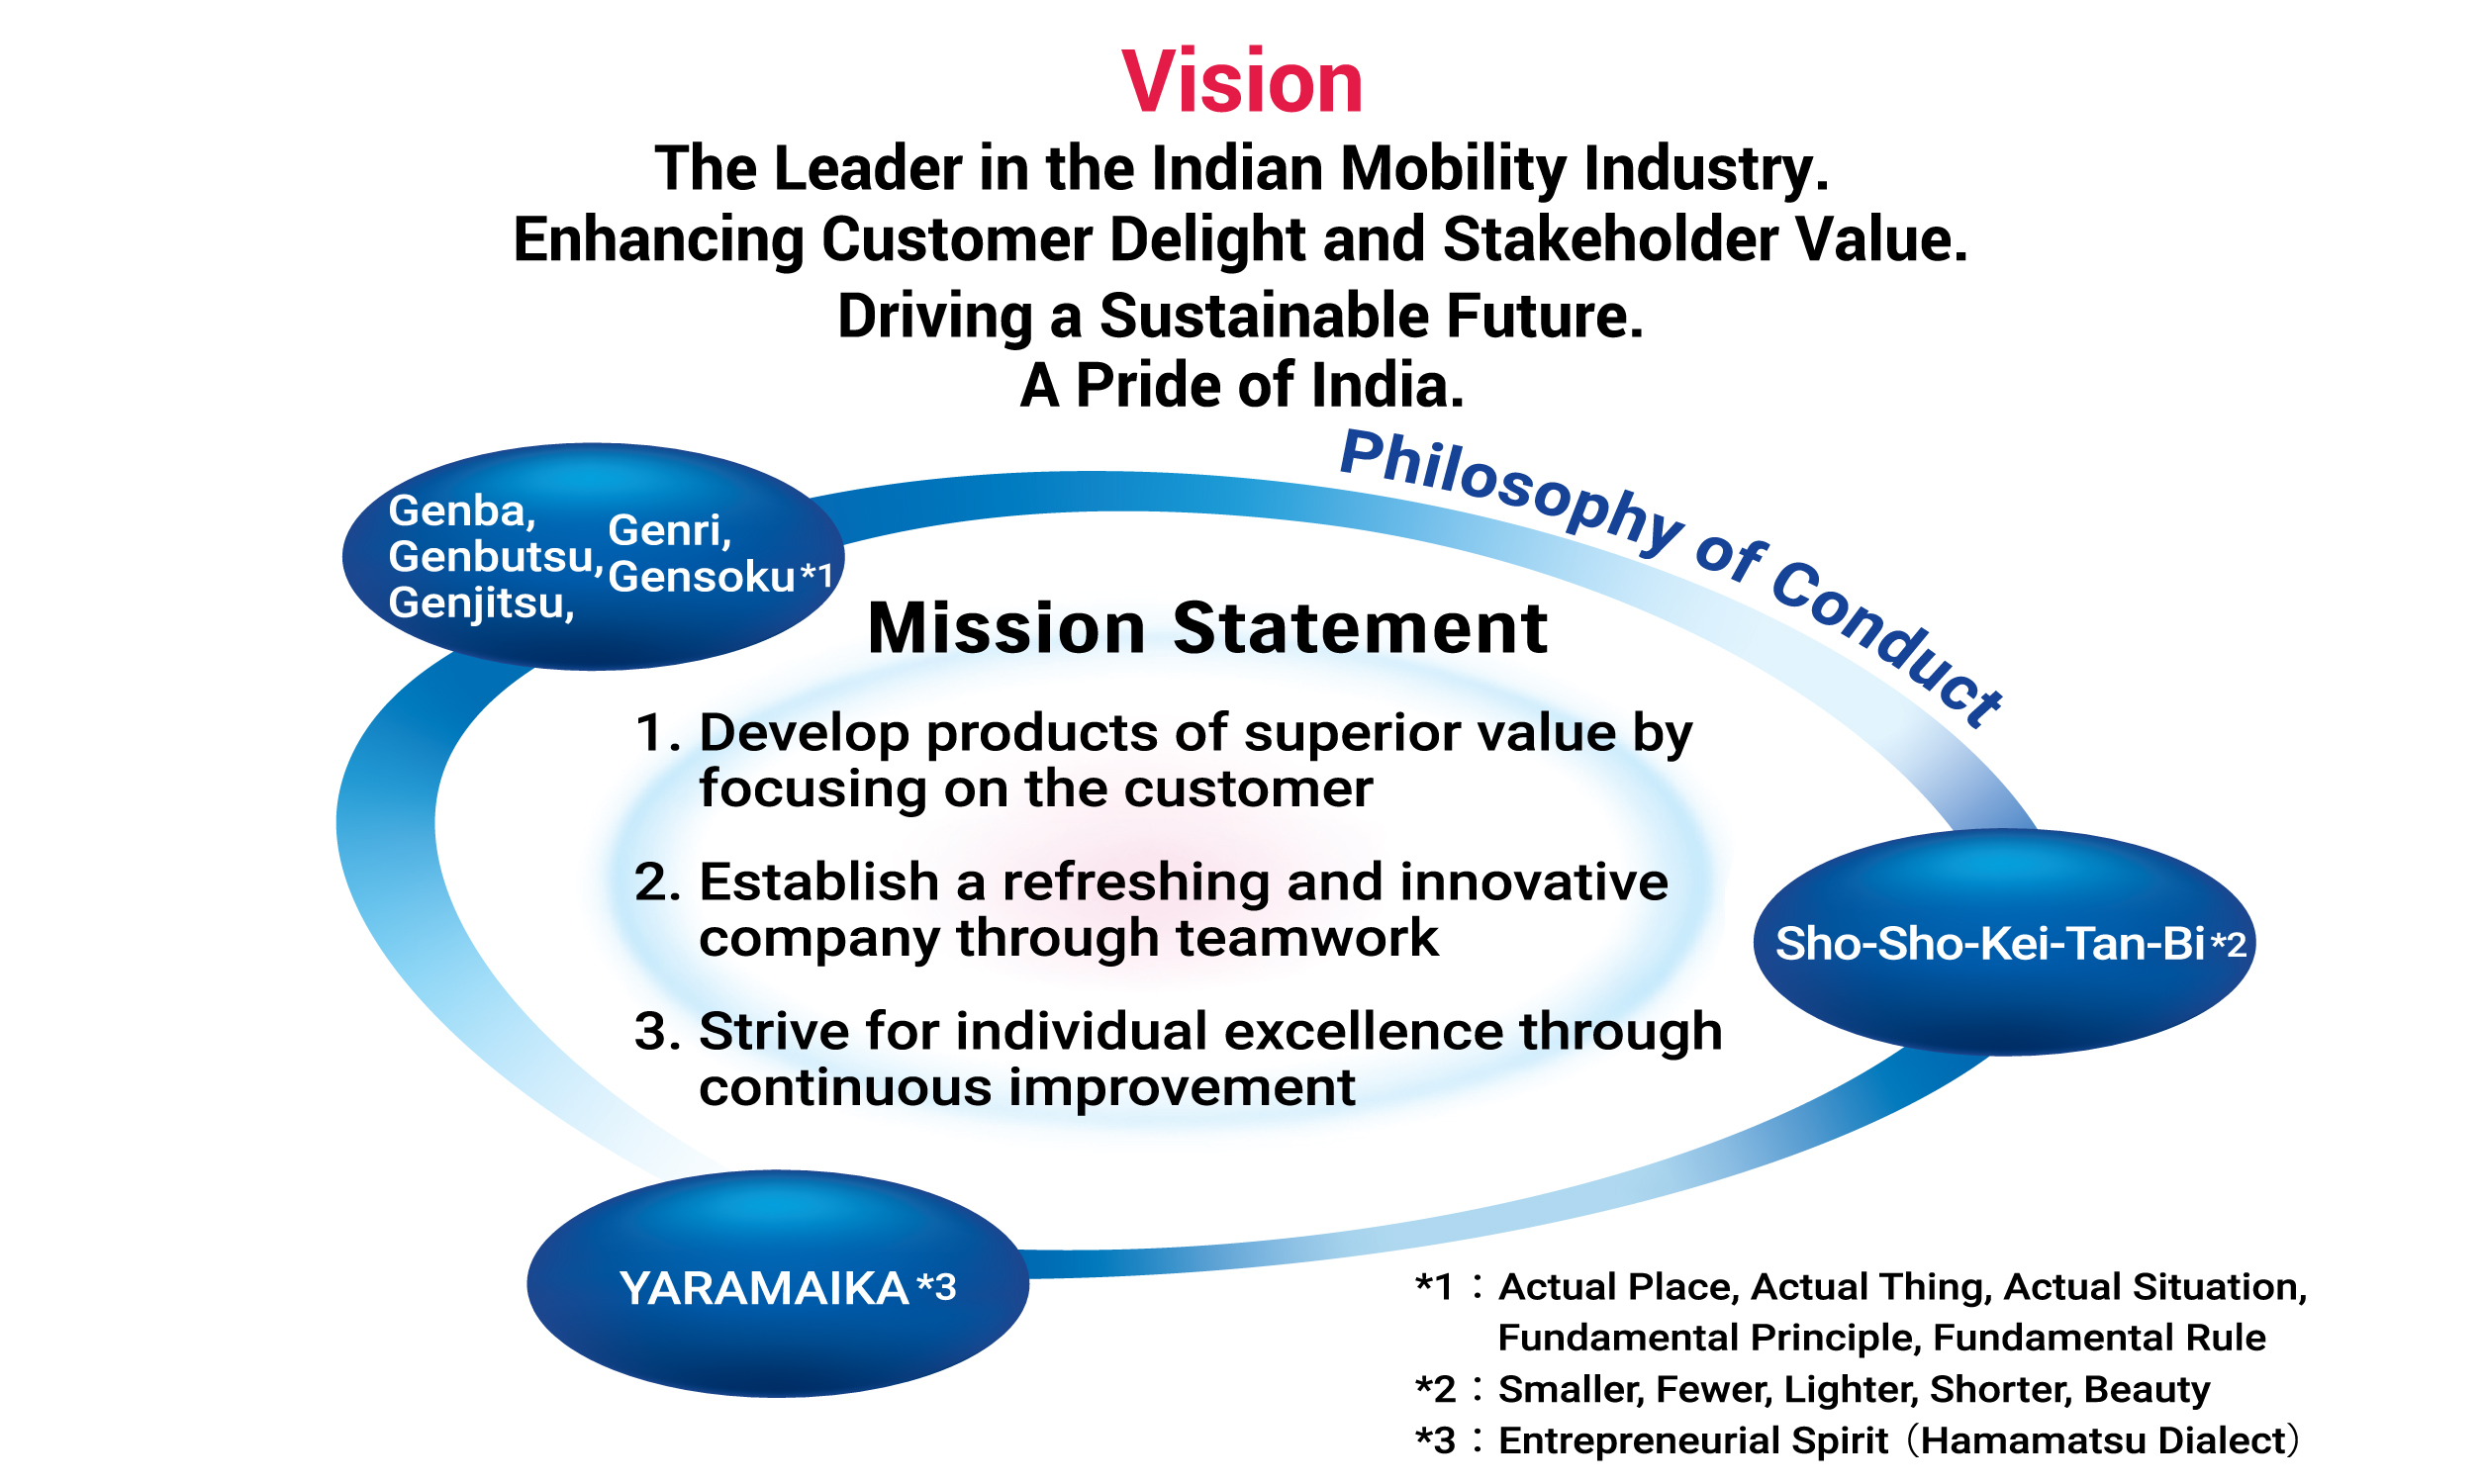 Vision
The Leader in the Indian Mobility Industry.
Enhancing Customer Delight and Stakeholder Value.
Driving a Sustainable Future.
A Pride of India.
Philosophy of Conduct
Genba,
Genbutsu,
Genjitsu,
Genri,
Gensoku *1
Mission Statement
1. Develop products of superior value by
focusing on the customer
2. Establish a refreshing and innovative
company through teamwork
3. Strive for individual excellence through
continuous improvement
Sho-Sho-Kei-Tan-Bi *2
YARAMAIKA *3
*1 : Actual Place, Actual Thing, Actual Situation,
Fundamental Principle, Fundamental Rule
*2 : Smaller, Fewer, Lighter, Shorter, Beauty
*3 : Entrepreneurial Spirit (Hamamatsu Dialect)